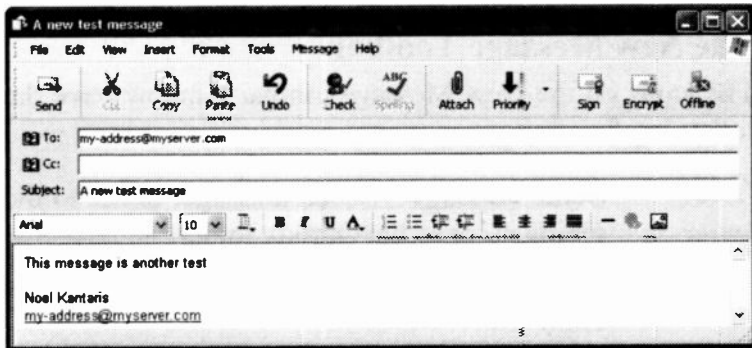 A new test message
File Edit View Insert Format Tools Message Help
Send Cut Copy Paste Undo Check Spelling Attach Priority Sign Encrypt Offline
To: my-address@myserver.com
Cc:
Subject: A new test message
Arial 10 B I U A
This message is another test
Noel Kantaris
my-address@myserver.com